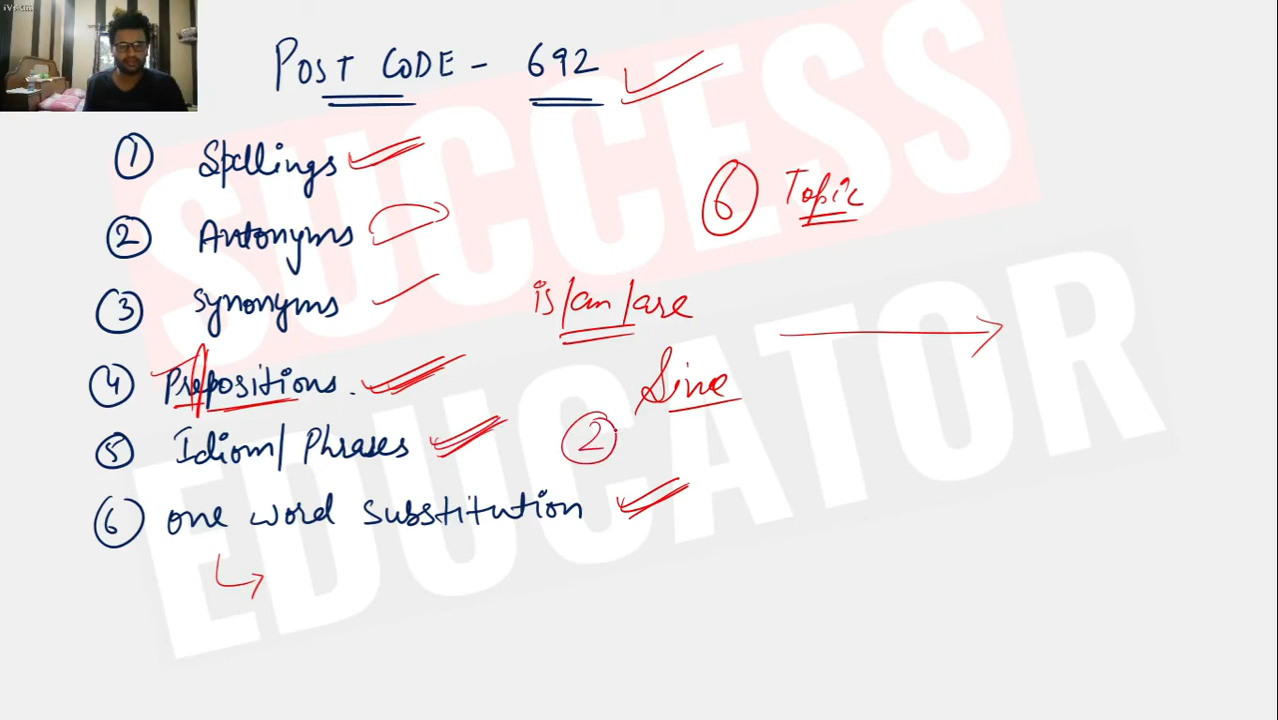 POST CODE - 692
① Spellings
② Antonyms
③ Synonyms
④ Prepositions.
⑤ Idiom/Phrases
⑥ one word substitution
⑥ Topic
is/am/are
Sine
②
SUCCESS
EDUCATOR